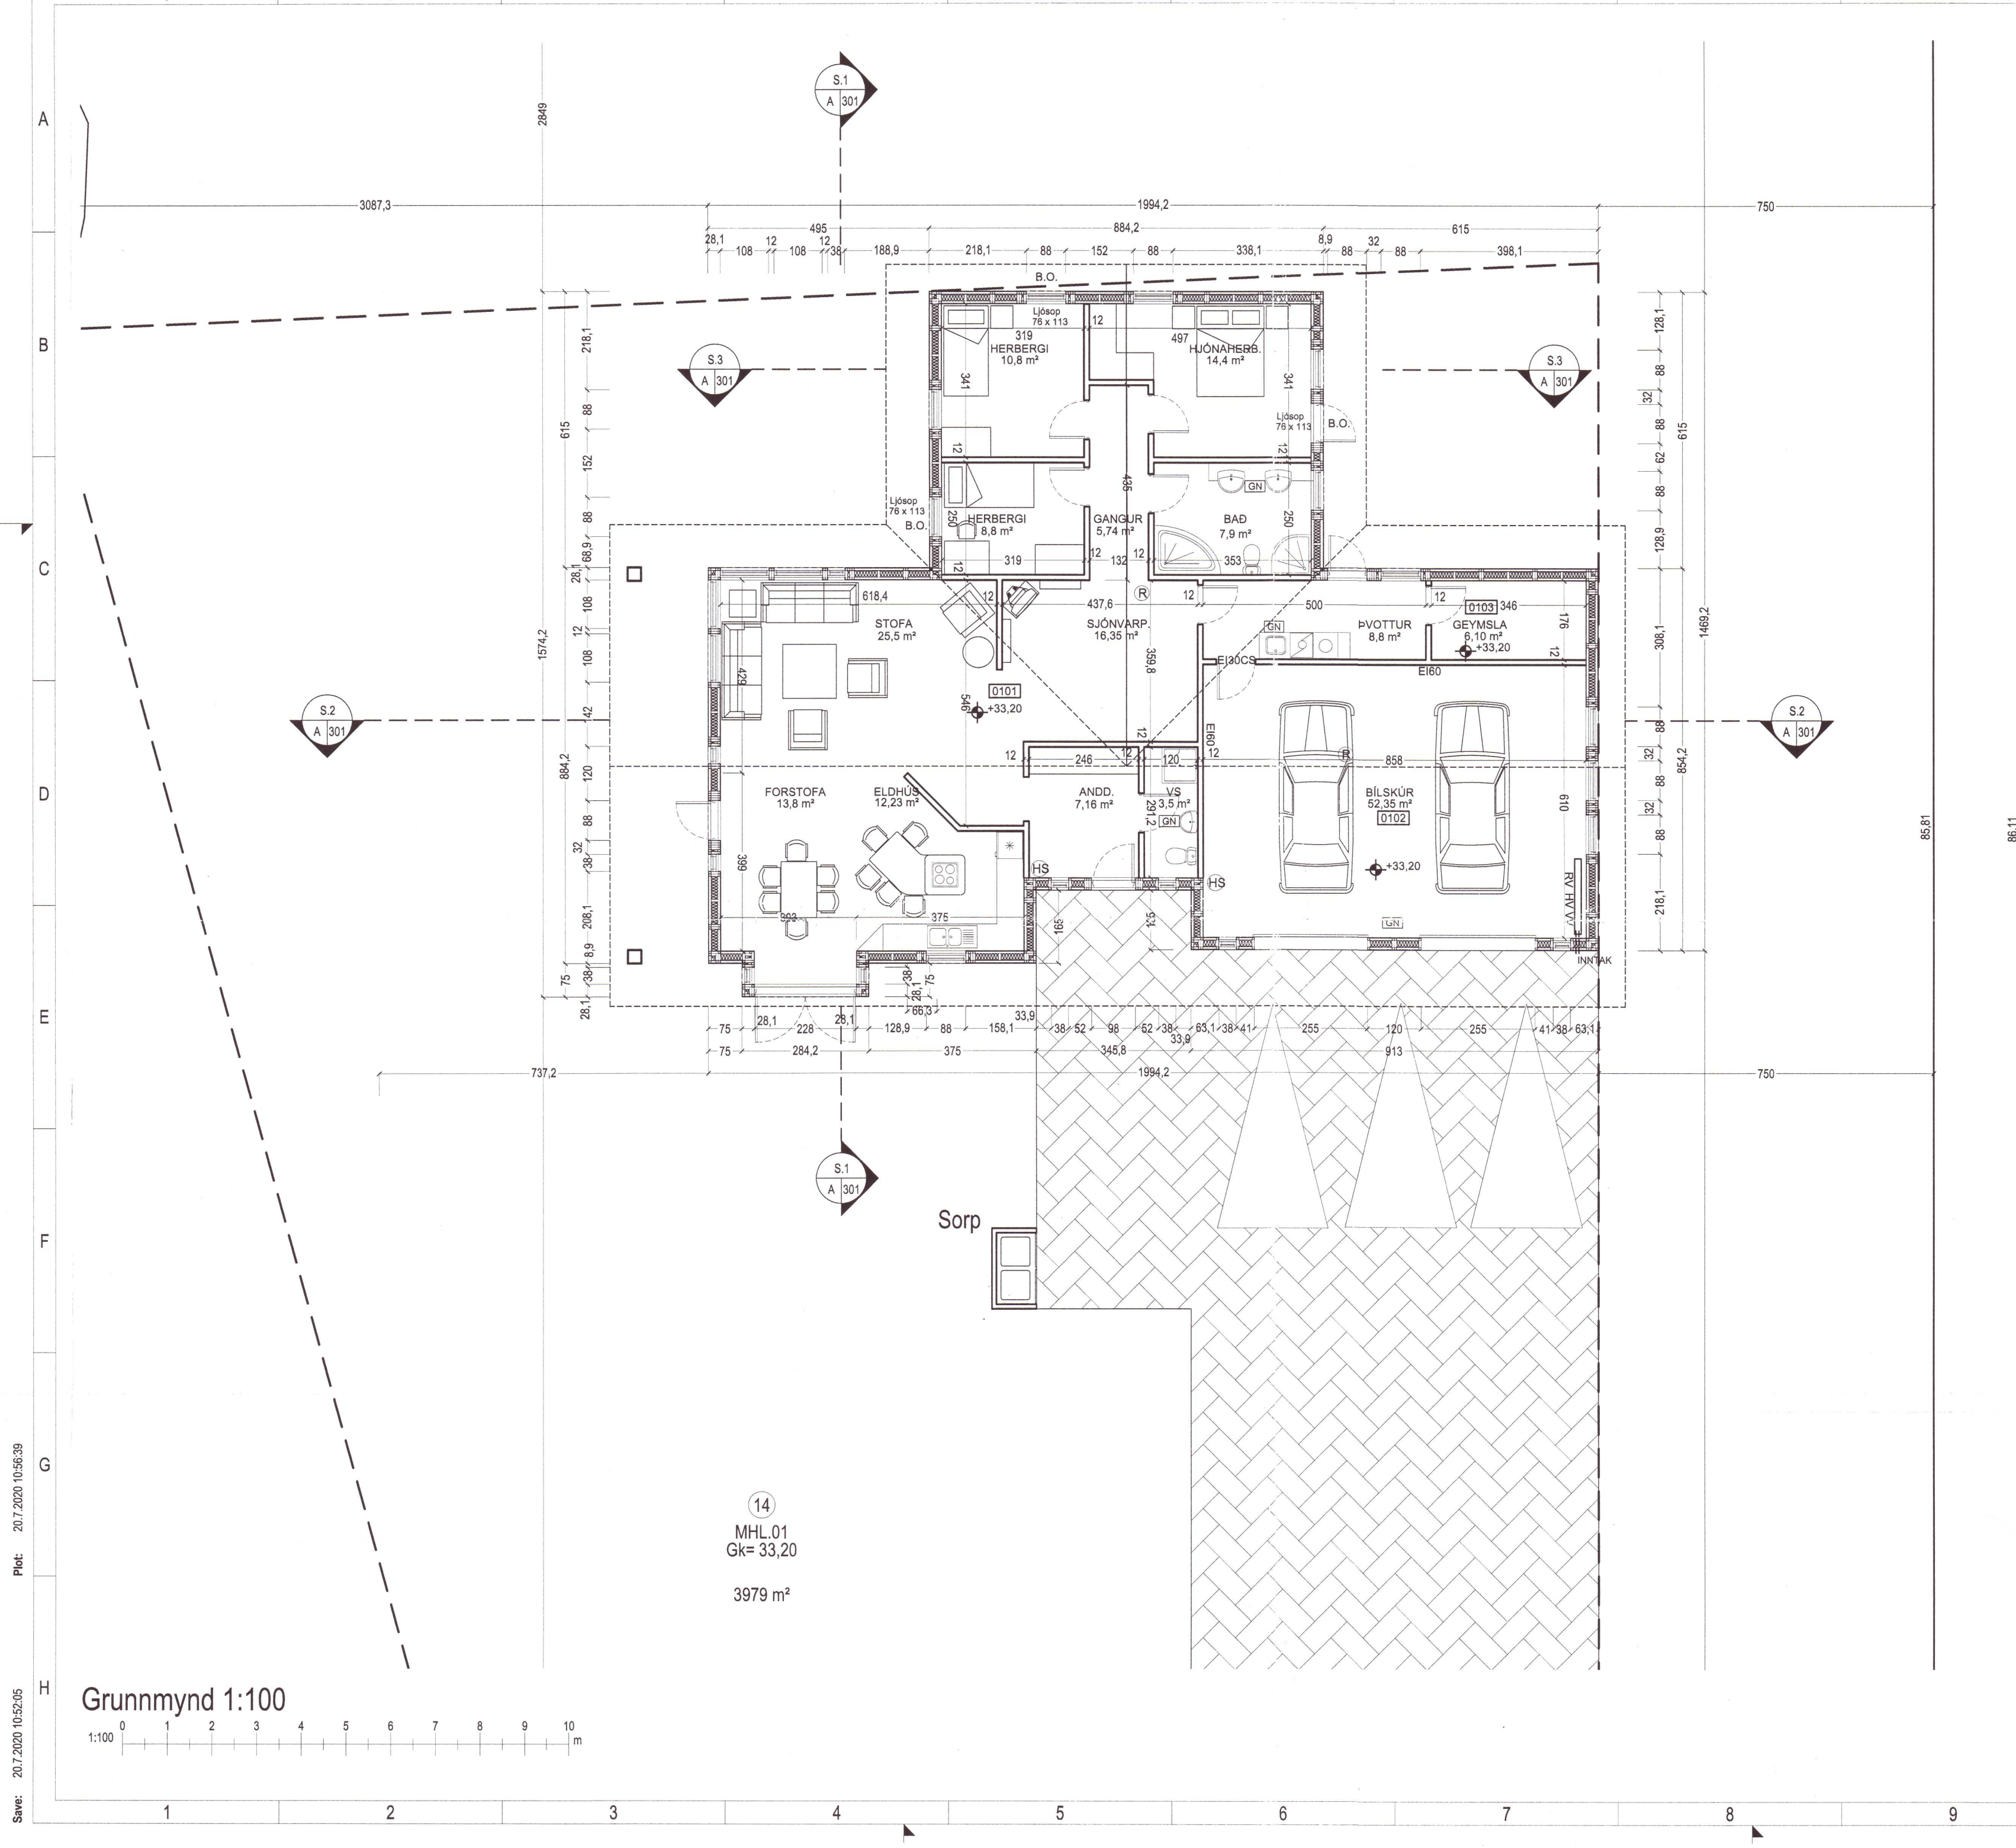 S.1
A 301
A
2849
3087,3
1994,2
750
495
884,2
615
28,1
12
12
8,9
32
108
108
38
188,9
218,1
88
152
88
338,1
88
88
398,1
B.O.
Ljósop
76 x 113
12
319
HERBERGI
10,8 m²
341
497
HJÓNAHERB.
14,4 m²
341
Ljósop
76 x 113
B.O.
B
S.3
A 301
S.3
A 301
218,1
88
615
152
88
68,9
28,1
108
12
108
42
1574,2
884,2
120
88
32
38
208,1
8,9
75
38
28,1
128,1
88
32
88
62
88
128,9
615
308,1
1469,2
88
32
88
32
88
854,2
218,1
12
12
Ljósop
76 x 113
B.O.
250
HERBERGI
8,8 m²
319
12
435
GANGUR
5,74 m²
12
132
12
GN
BAÐ
7,9 m²
250
353
C
618,4
12
STOFA
25,5 m²
429
437,6
R
SJÓNVARP.
16,35 m²
359,8
12
500
12
GN
ÞVOTTUR
8,8 m²
0103
346
GEYMSLA
6,10 m²
+33,20
176
12
EI30CS
EI60
0101
546
+33,20
S.2
A 301
S.2
A 301
EI60
12
12
246
12
120
12
R
858
D
FORSTOFA
13,8 m²
ELDHÚS
12,23 m²
ANDD.
7,16 m²
VS
3,5 m²
291,2
GN
BÍLSKÚR
52,35 m²
0102
610
399
+33,20
HS
HS
85,81
86,11
375
165
GN
INNTAK
E
38
75
28,1
66,3
33,9
75
28,1
228
28,1
128,9
88
158,1
38
52
98
52
38
33,9
63,1
38
41
255
120
255
41
38
63,1
75
284,2
375
345,8
913
737,2
1994,2
750
S.1
A 301
Sorp
F
G
14
MHL.01
Gk= 33,20
3979 m²
H
Grunnmynd 1:100
1:100
0 1 2 3 4 5 6 7 8 9 10
m
1 2 3 4 5 6 7 8 9
Plot: 20.7.2020 10:56:39
Save: 20.7.2020 10:52:05